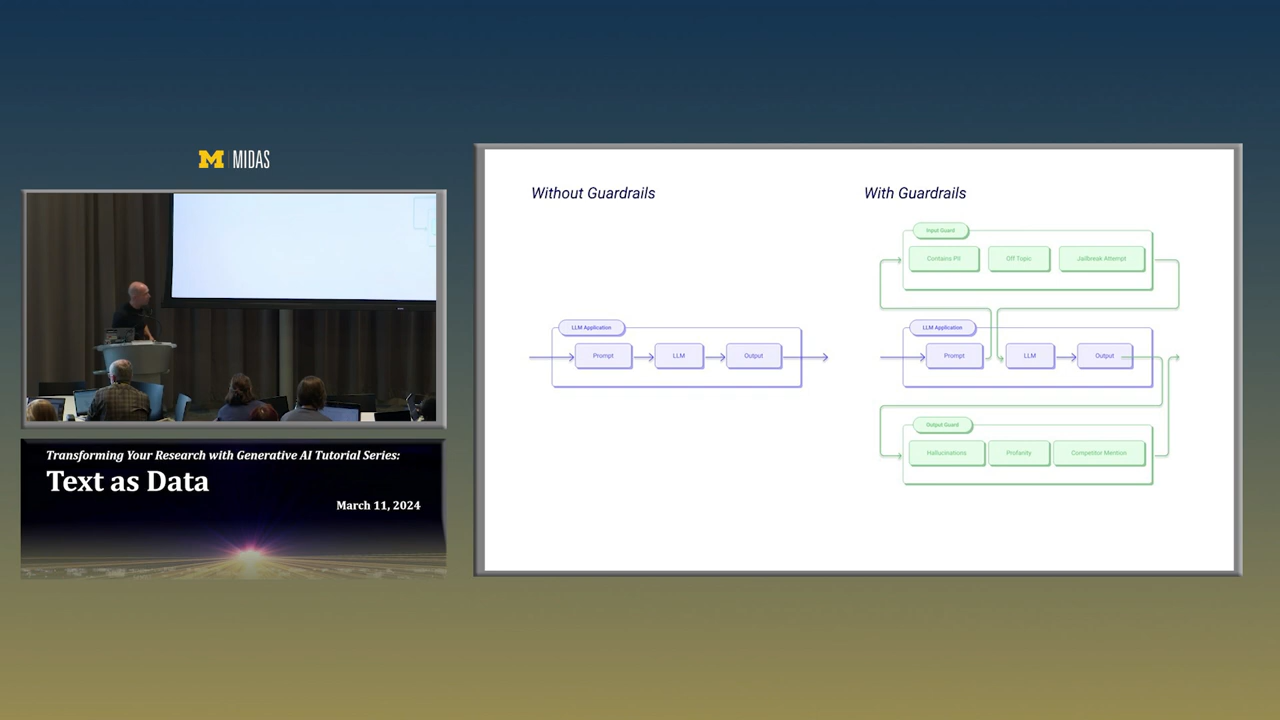 M | MIDAS
Transforming Your Research with Generative AI Tutorial Series:
Text as Data
March 11, 2024
Without Guardrails
LLM Application
Prompt
LLM
Output
With Guardrails
Input Guard
Contains PII
Off Topic
Jailbreak Attempt
LLM Application
Prompt
LLM
Output
Output Guard
Hallucinations
Profanity
Competitor Mention